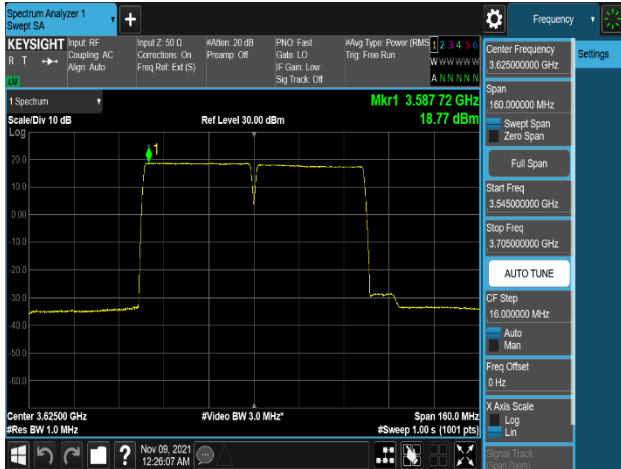 Spectrum Analyzer 1
Swept SA
+
Frequency
KEYSIGHT
R T
LV
Input: RF
Coupling: AC
Align: Auto
Input Z: 50 Ω
Corrections: On
Freq Ref: Ext (S)
#Atten: 20 dB
Preamp: Off
PNO: Fast
Gate: LO
IF Gain: Low
Sig Track: Off
#Avg Type: Power (RMS
Trig: Free Run
1 2 3 4 5 6
W W W W W W
A N N N N N
1 Spectrum
Scale/Div 10 dB
Ref Level 30.00 dBm
Mkr1 3.587 72 GHz
18.77 dBm
Log
1
20.0
10.0
0.00
-10.0
-20.0
-30.0
-40.0
-50.0
-60.0
Center 3.62500 GHz
#Video BW 3.0 MHz*
Span 160.0 MHz
#Res BW 1.0 MHz
#Sweep 1.00 s (1001 pts)
?
Nov 09, 2021
12:26:07 AM
Settings
Center Frequency
3.625000000 GHz
Span
160.000000 MHz
Swept Span
Zero Span
Full Span
Start Freq
3.545000000 GHz
Stop Freq
3.705000000 GHz
AUTO TUNE
CF Step
16.000000 MHz
Auto
Man
Freq Offset
0 Hz
X Axis Scale
Log
Lin
Signal Track
(Span Zoom)